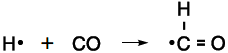 H
H• + CO → •C = O